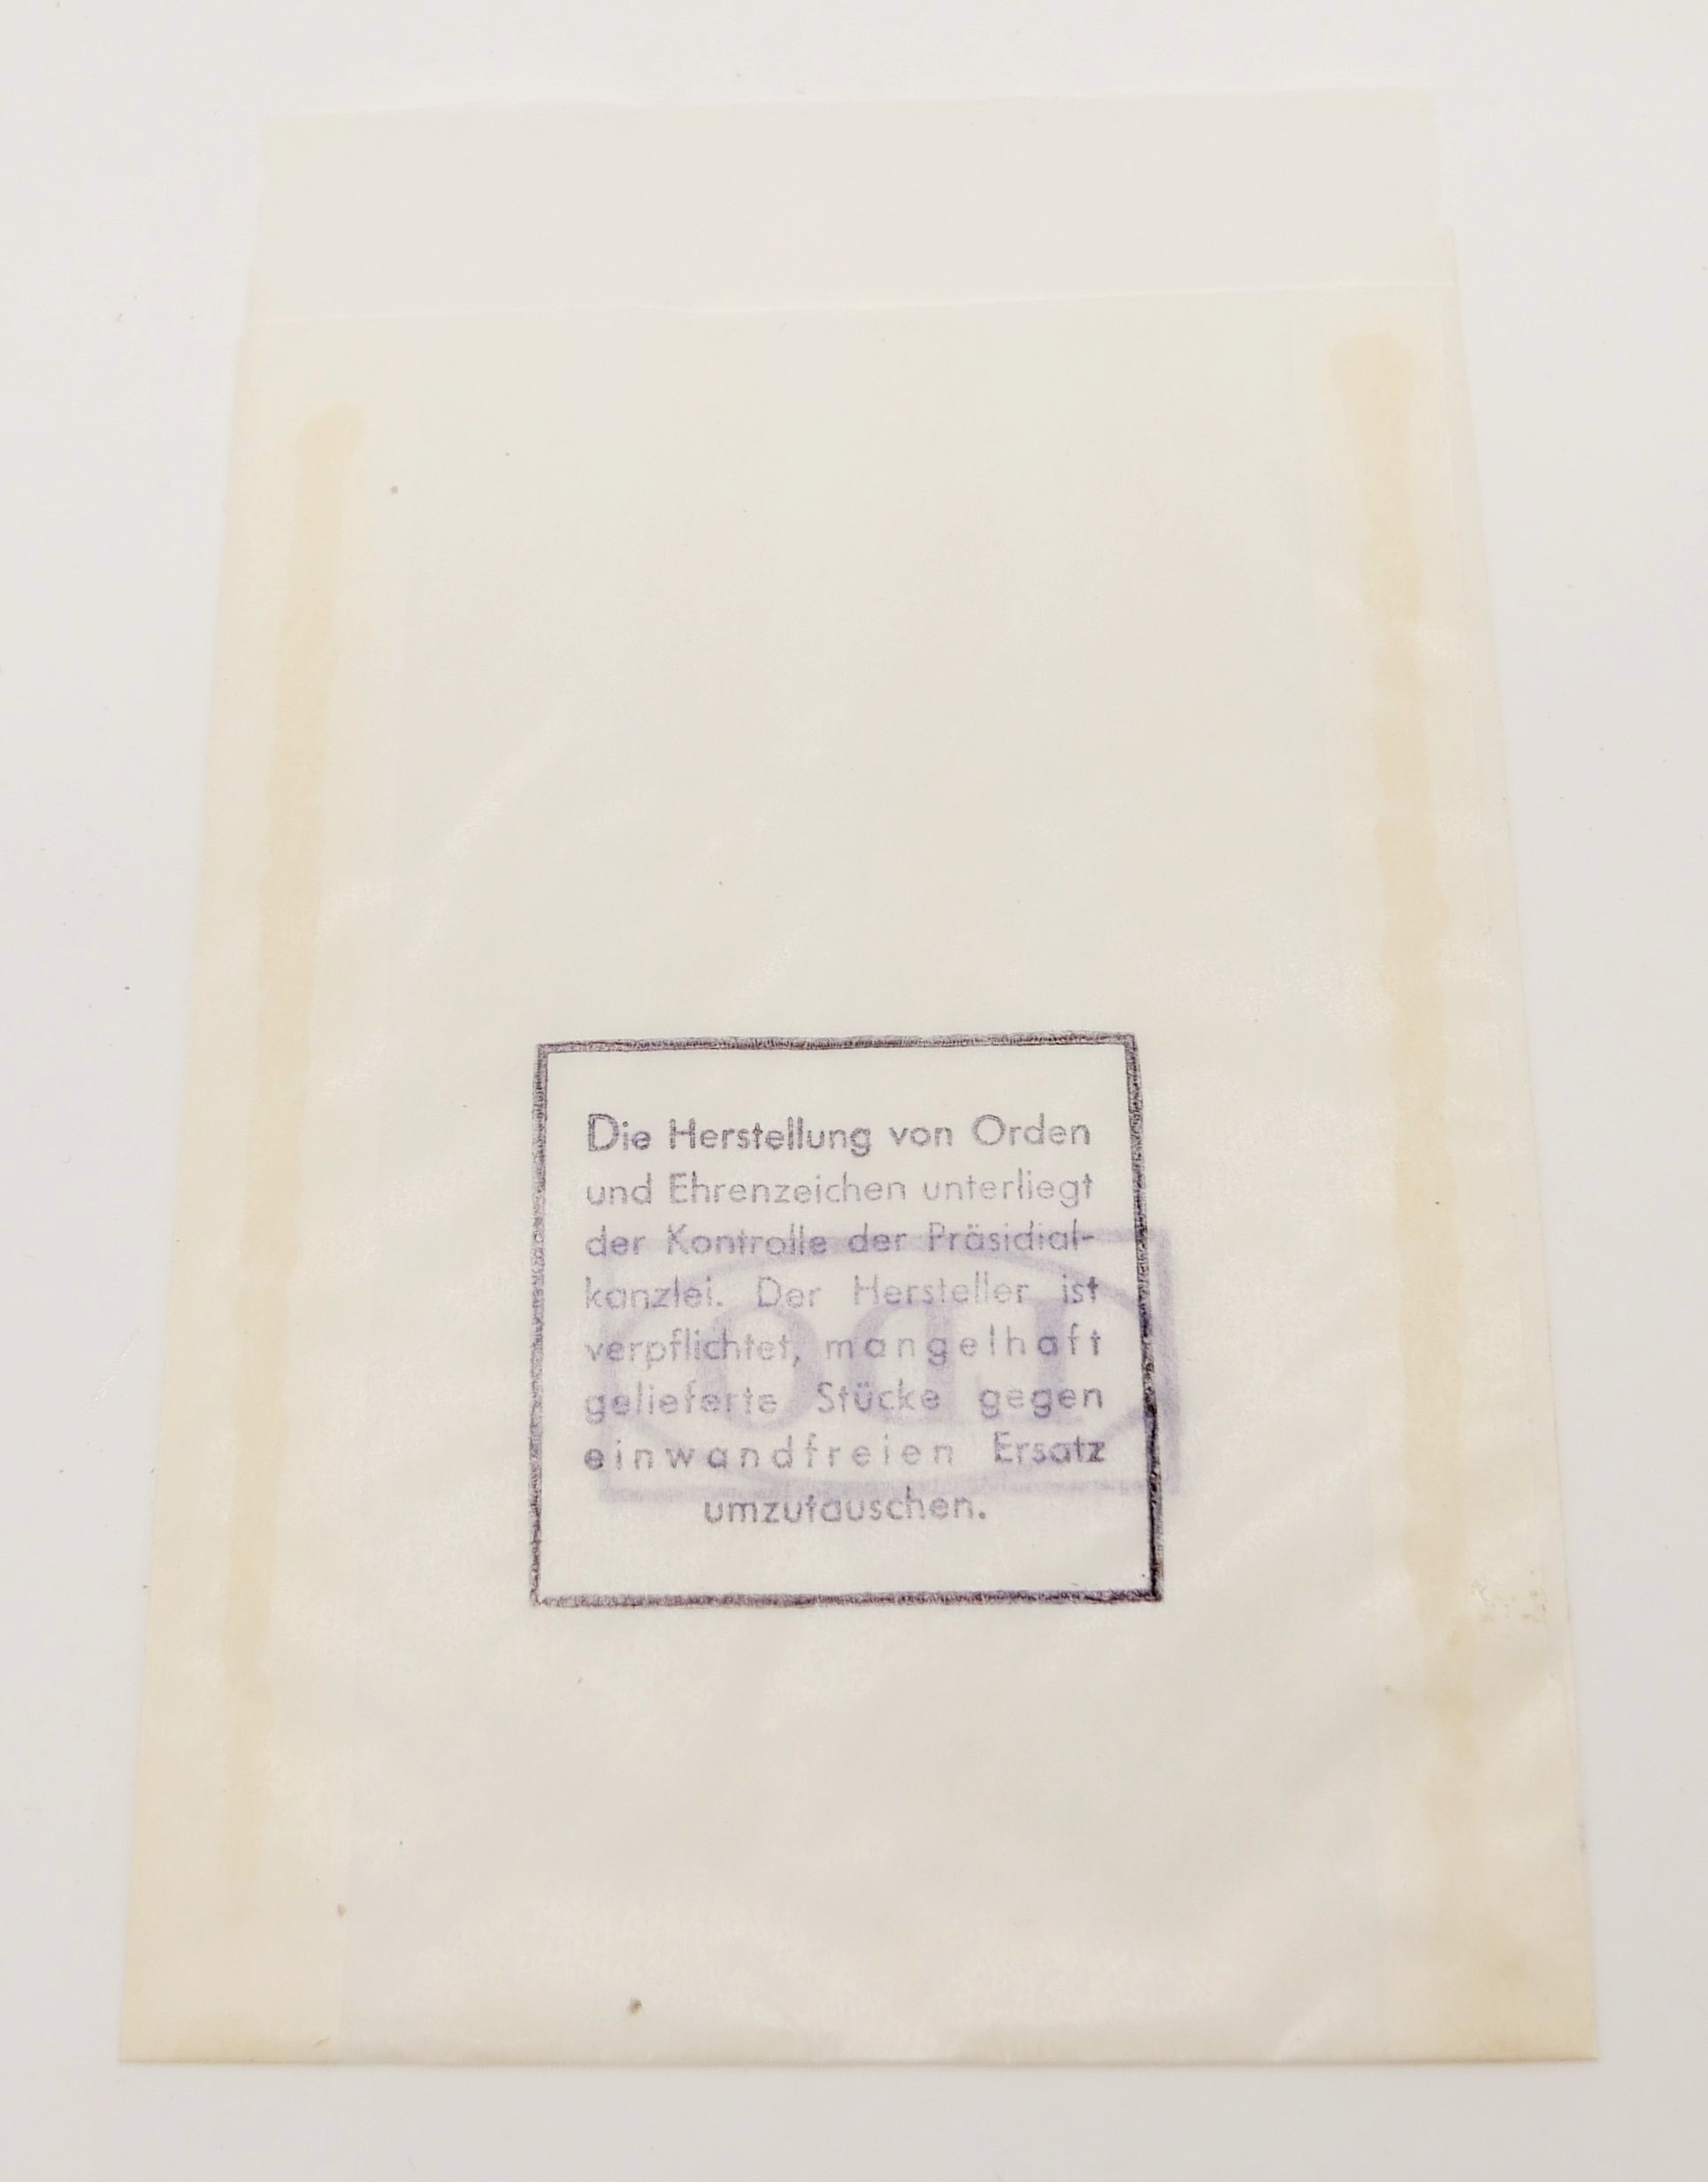 Die Herstellung von Orden
und Ehrenzeichen unterliegt
der Kontrolle der Präsidial-
kanzlei. Der Hersteller ist
verpflichtet, mangelhaft
gelieferte Stücke gegen
einwandfreien Ersatz
umzutauschen.